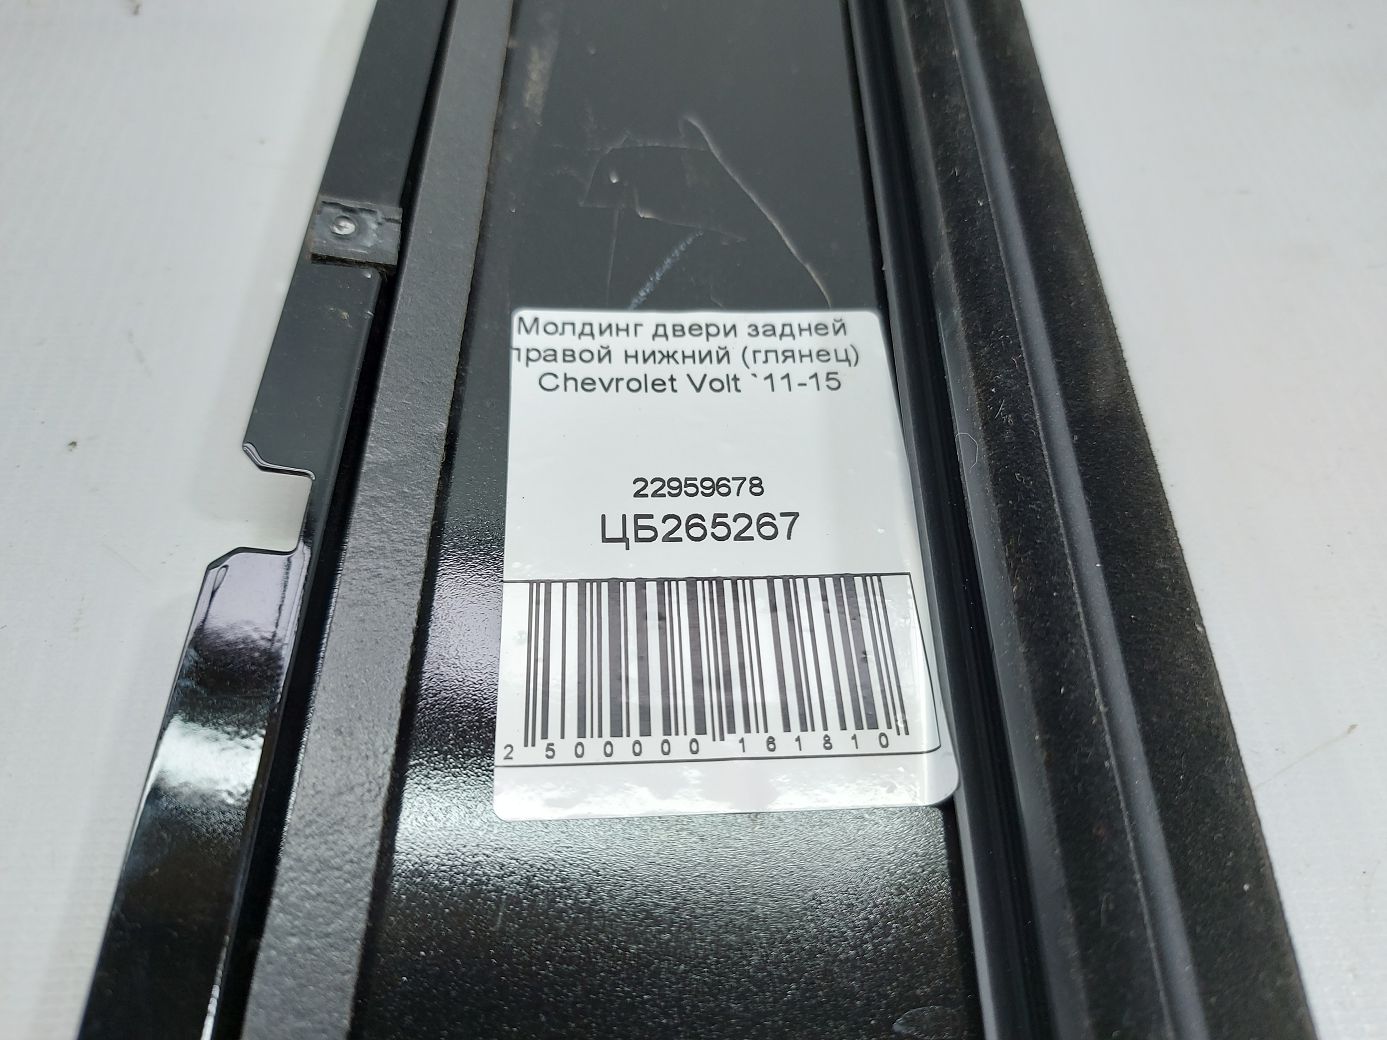 Молдинг двери задней
правой нижний (глянец)
Chevrolet Volt `11-15
22959678
ЦБ265267
2 500000 161810